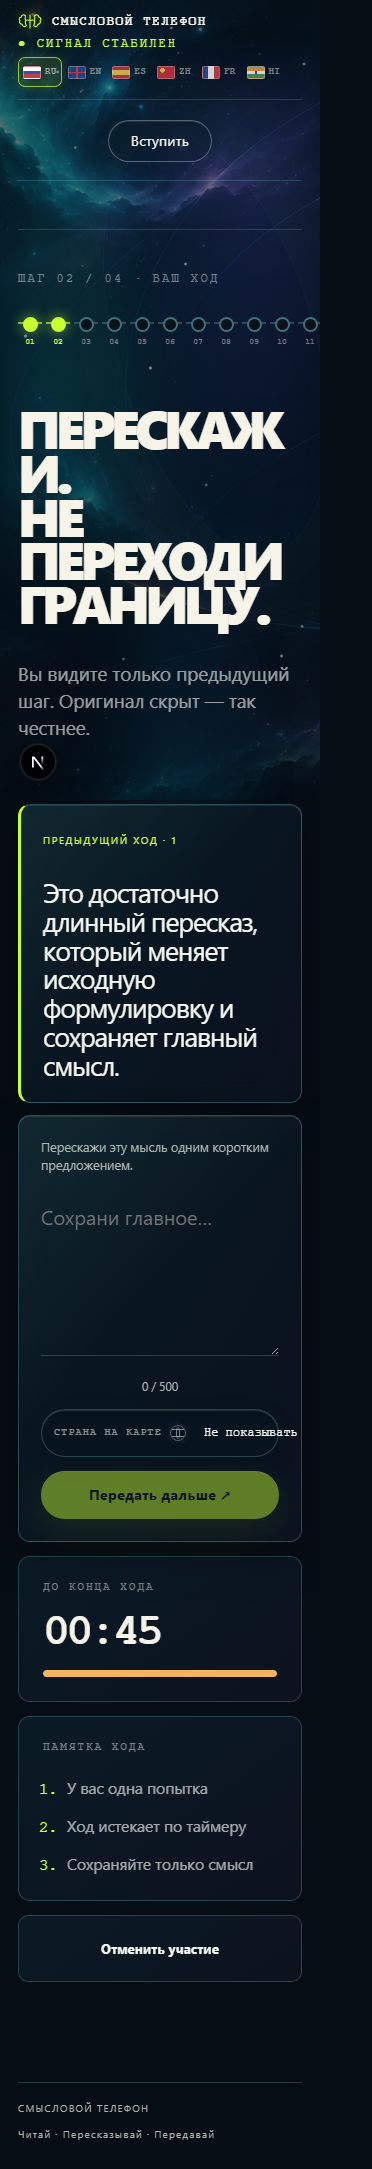 СМЫСЛОВОЙ ТЕЛЕФОН
СИГНАЛ СТАБИЛЕН
RU EN ES ZH FR HI
Вступить
ШАГ 02 / 04 · ВАШ ХОД
01 02 03 04 05 06 07 08 09 10 11
ПЕРЕСКАЖ
И.
НЕ
ПЕРЕХОДИ
ГРАНИЦУ.
Вы видите только предыдущий
шаг. Оригинал скрыт — так
честнее.
N
ПРЕДЫДУЩИЙ ХОД · 1
Это достаточно
длинный пересказ,
который меняет
исходную
формулировку и
сохраняет главный
смысл.
Перескажи эту мысль одним коротким
предложением.
Сохрани главное...
0 / 500
СТРАНА НА КАРТЕ Не показывать
Передать дальше ↗
ДО КОНЦА ХОДА
00:45
ПАМЯТКА ХОДА
1. У вас одна попытка
2. Ход истекает по таймеру
3. Сохраняйте только смысл
Отменить участие
СМЫСЛОВОЙ ТЕЛЕФОН
Читай · Пересказывай · Передавай